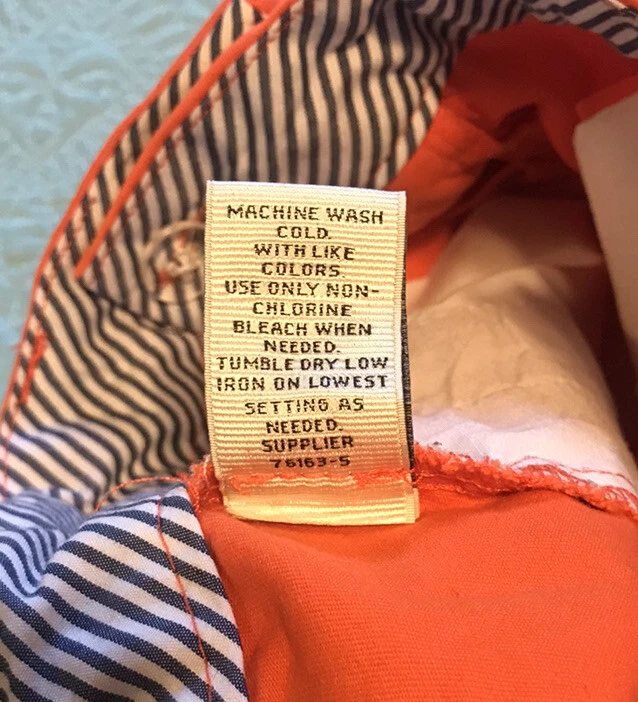 MACHINE WASH
COLD.
WITH LIKE
COLORS.
USE ONLY NON-
CHLORINE
BLEACH WHEN
NEEDED.
TUMBLE DRY LOW
IRON ON LOWEST
SETTING AS
NEEDED.
SUPPLIER
76163-5